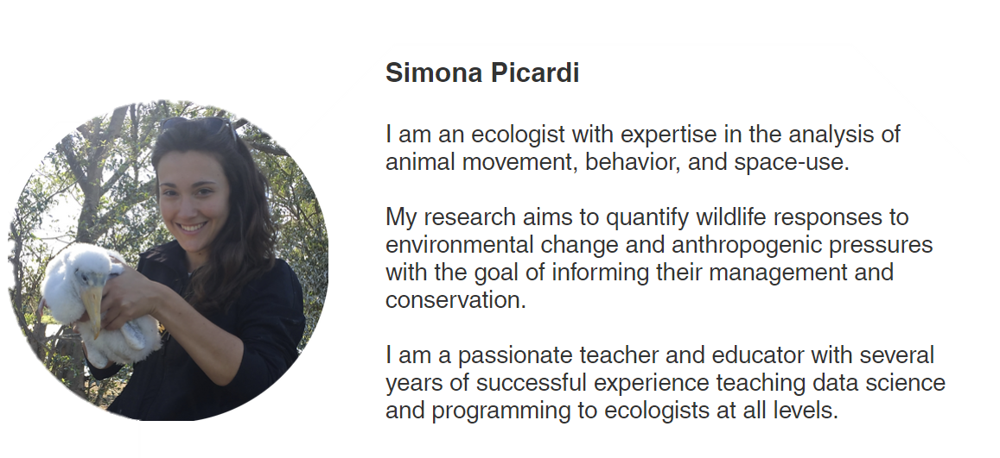 Simona Picardi
I am an ecologist with expertise in the analysis of
animal movement, behavior, and space-use.
My research aims to quantify wildlife responses to
environmental change and anthropogenic pressures
with the goal of informing their management and
conservation.
I am a passionate teacher and educator with several
years of successful experience teaching data science
and programming to ecologists at all levels.